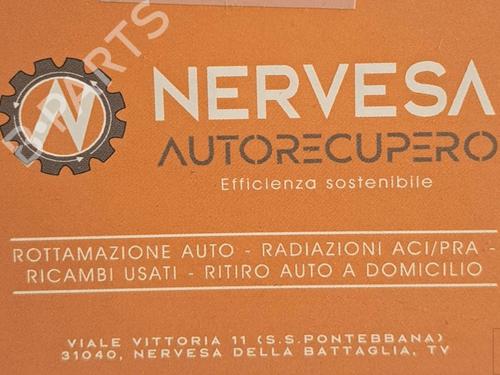 NERVESA
AUTORECUPERO
Efficienza sostenibile
ROTTAMAZIONE AUTO - RADIAZIONI ACI/PRA -
RICAMBI USATI - RITIRO AUTO A DOMICILIO
VIALE VITTORIA 11 (S.S.PONTEBBANA)
31040, NERVESA DELLA BATTAGLIA, TV